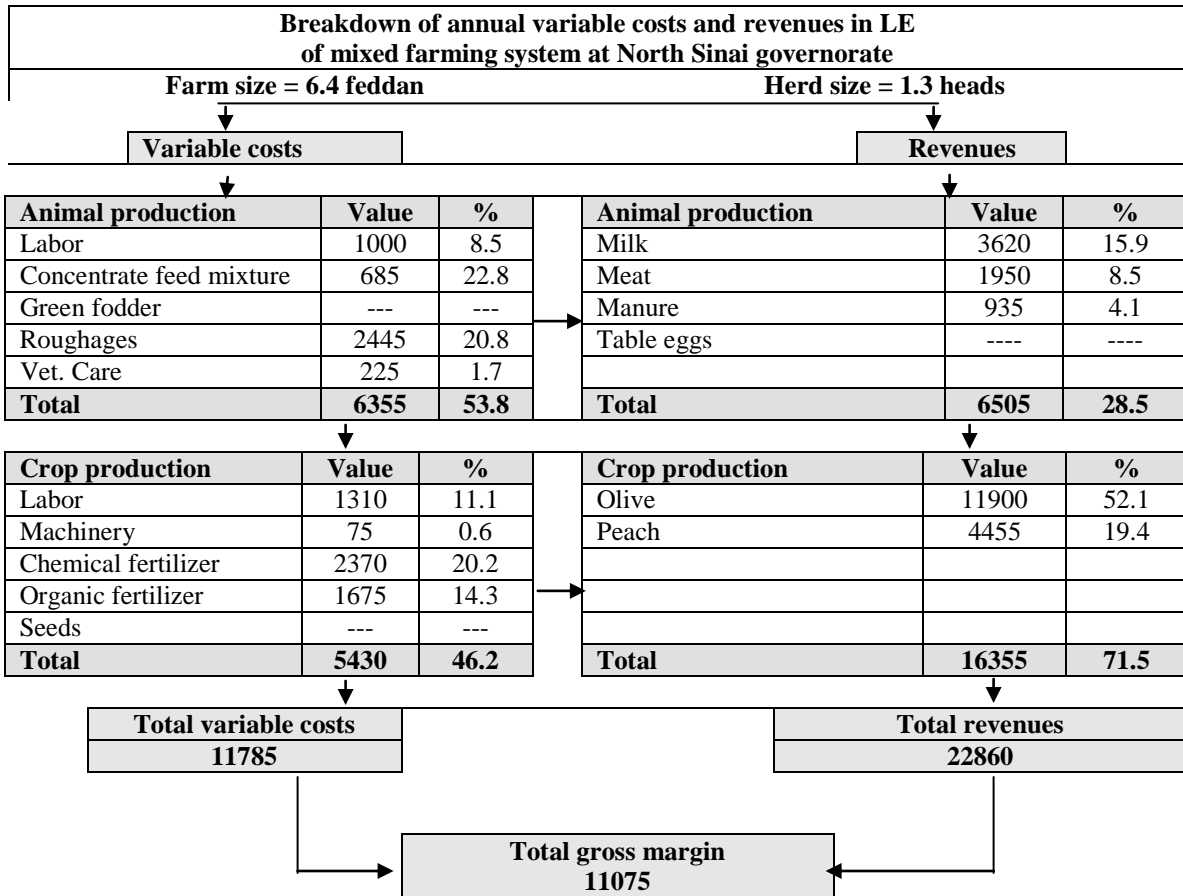 Breakdown of annual variable costs and revenues in LE
of mixed farming system at North Sinai governorate
Farm size = 6.4 feddan Herd size = 1.3 heads
Variable costs Revenues
Animal production Value % Animal production Value %
Labor 1000 8.5 Milk 3620 15.9
Concentrate feed mixture 685 22.8 Meat 1950 8.5
Green fodder --- --- Manure 935 4.1
Roughages 2445 20.8 Table eggs ---- ----
Vet. Care 225 1.7
Total 6355 53.8 Total 6505 28.5
Crop production Value % Crop production Value %
Labor 1310 11.1 Olive 11900 52.1
Machinery 75 0.6 Peach 4455 19.4
Chemical fertilizer 2370 20.2
Organic fertilizer 1675 14.3
Seeds --- ---
Total 5430 46.2 Total 16355 71.5
Total variable costs Total revenues
11785 22860
Total gross margin
11075